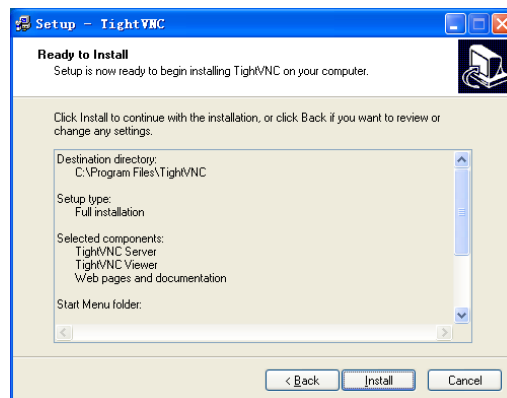 Setup - TightVNC
Ready to Install
Setup is now ready to begin installing TightVNC on your computer.
Click Install to continue with the installation, or click Back if you want to review or
change any settings.
Destination directory:
C:\Program Files\TightVNC
Setup type:
Full installation
Selected components:
TightVNC Server
TightVNC Viewer
Web pages and documentation
Start Menu folder:
< Back
Install
Cancel